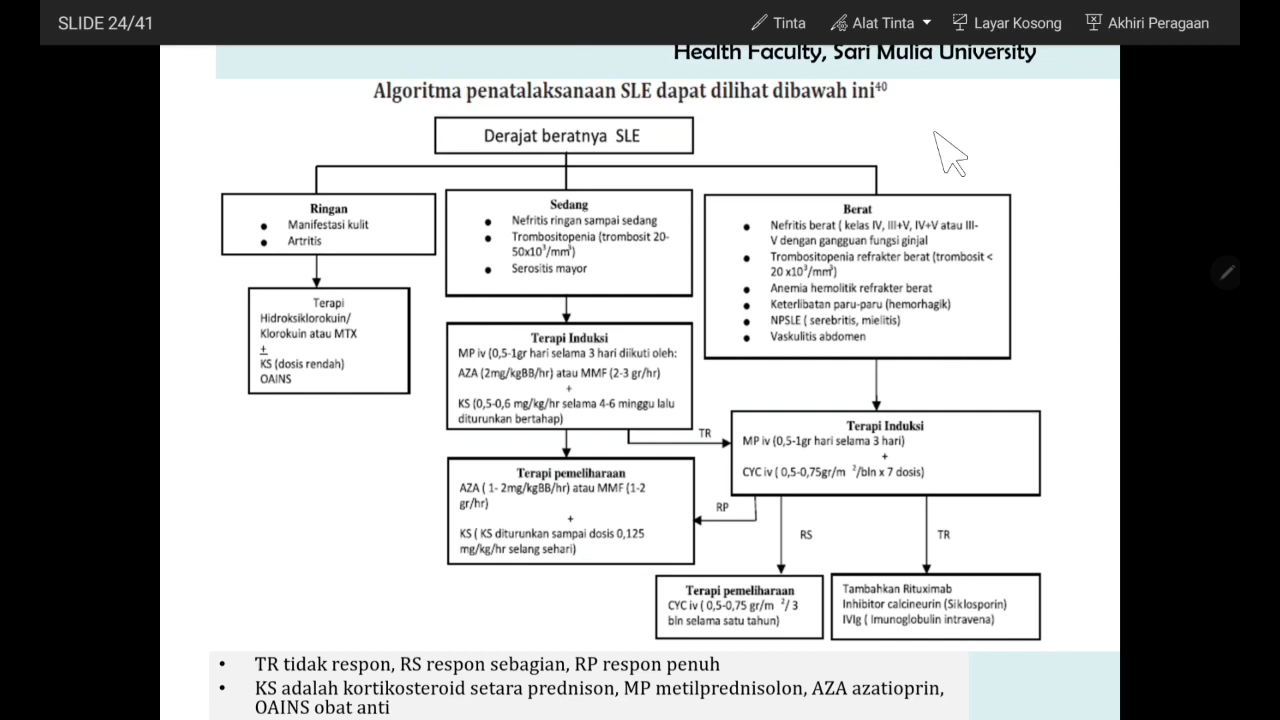 SLIDE 24/41
Tinta
Alat Tinta
Layar Kosong
Akhiri Peragaan
Health Faculty, Sari Mulia University
Algoritma penatalaksanaan SLE dapat dilihat dibawah ini40
Derajat beratnya SLE
Ringan
• Manifestasi kulit
• Artritis
Sedang
• Nefritis ringan sampai sedang
• Trombositopenia (trombosit 20-
50x10³/mm³)
• Serositis mayor
Berat
• Nefritis berat ( kelas IV, III+V, IV+V atau III-
V dengan gangguan fungsi ginjal
• Trombositopenia refrakter berat (trombosit <
20 x10³/mm³)
• Anemia hemolitik refrakter berat
• Keterlibatan paru-paru (hemorhagik)
• NPSLE ( serebritis, mielitis)
• Vaskulitis abdomen
Terapi
Hidroksiklorokuin/
Klorokuin atau MTX
±
KS (dosis rendah)
OAINS
Terapi Induksi
MP iv (0,5-1gr hari selama 3 hari diikuti oleh:
AZA (2mg/kgBB/hr) atau MMF (2-3 gr/hr)
+
KS (0,5-0,6 mg/kg/hr selama 4-6 minggu lalu
diturunkan bertahap)
TR
Terapi Induksi
MP iv (0,5-1gr hari selama 3 hari)
+
CYC iv ( 0,5-0,75gr/m ²/bln x 7 dosis)
Terapi pemeliharaan
AZA ( 1- 2mg/kgBB/hr) atau MMF (1-2
gr/hr)
+
KS ( KS diturunkan sampai dosis 0,125
mg/kg/hr selang sehari)
RP
RS
TR
Terapi pemeliharaan
CYC iv ( 0,5-0,75 gr/m ²/ 3
bln selama satu tahun)
Tambahkan Rituximab
Inhibitor calcineurin (Siklosporin)
IVIg ( Imunoglobulin intravena)
• TR tidak respon, RS respon sebagian, RP respon penuh
• KS adalah kortikosteroid setara prednison, MP metilprednisolon, AZA azatioprin,
OAINS obat anti